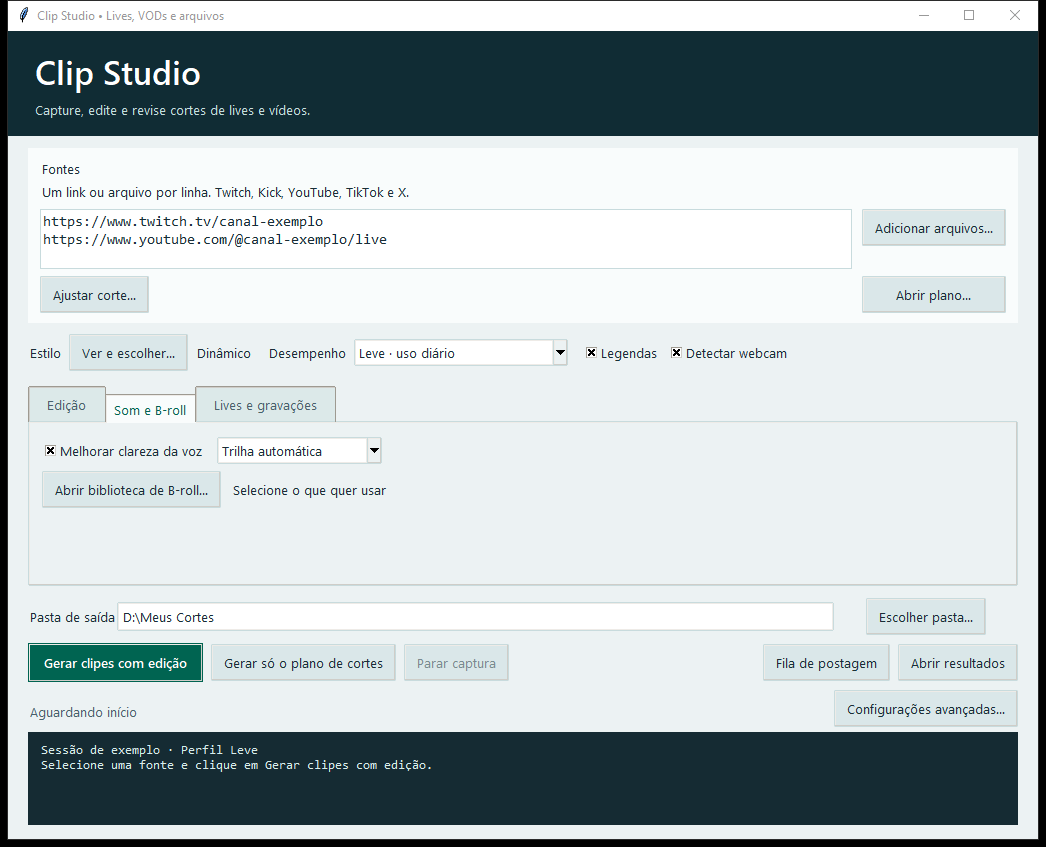 Clip Studio • Lives, VODs e arquivos
Clip Studio
Capture, edite e revise cortes de lives e vídeos.
Fontes
Um link ou arquivo por linha. Twitch, Kick, YouTube, TikTok e X.
https://www.twitch.tv/canal-exemplo
https://www.youtube.com/@canal-exemplo/live
Adicionar arquivos...
Ajustar corte...
Abrir plano...
Estilo Ver e escolher... Dinâmico Desempenho Leve · uso diário Legendas Detectar webcam
Edição Som e B-roll Lives e gravações
Melhorar clareza da voz Trilha automática
Abrir biblioteca de B-roll... Selecione o que quer usar
Pasta de saída D:\Meus Cortes Escolher pasta...
Gerar clipes com edição Gerar só o plano de cortes Parar captura Fila de postagem Abrir resultados
Aguardando início Configurações avançadas...
Sessão de exemplo · Perfil Leve
Selecione uma fonte e clique em Gerar clipes com edição.